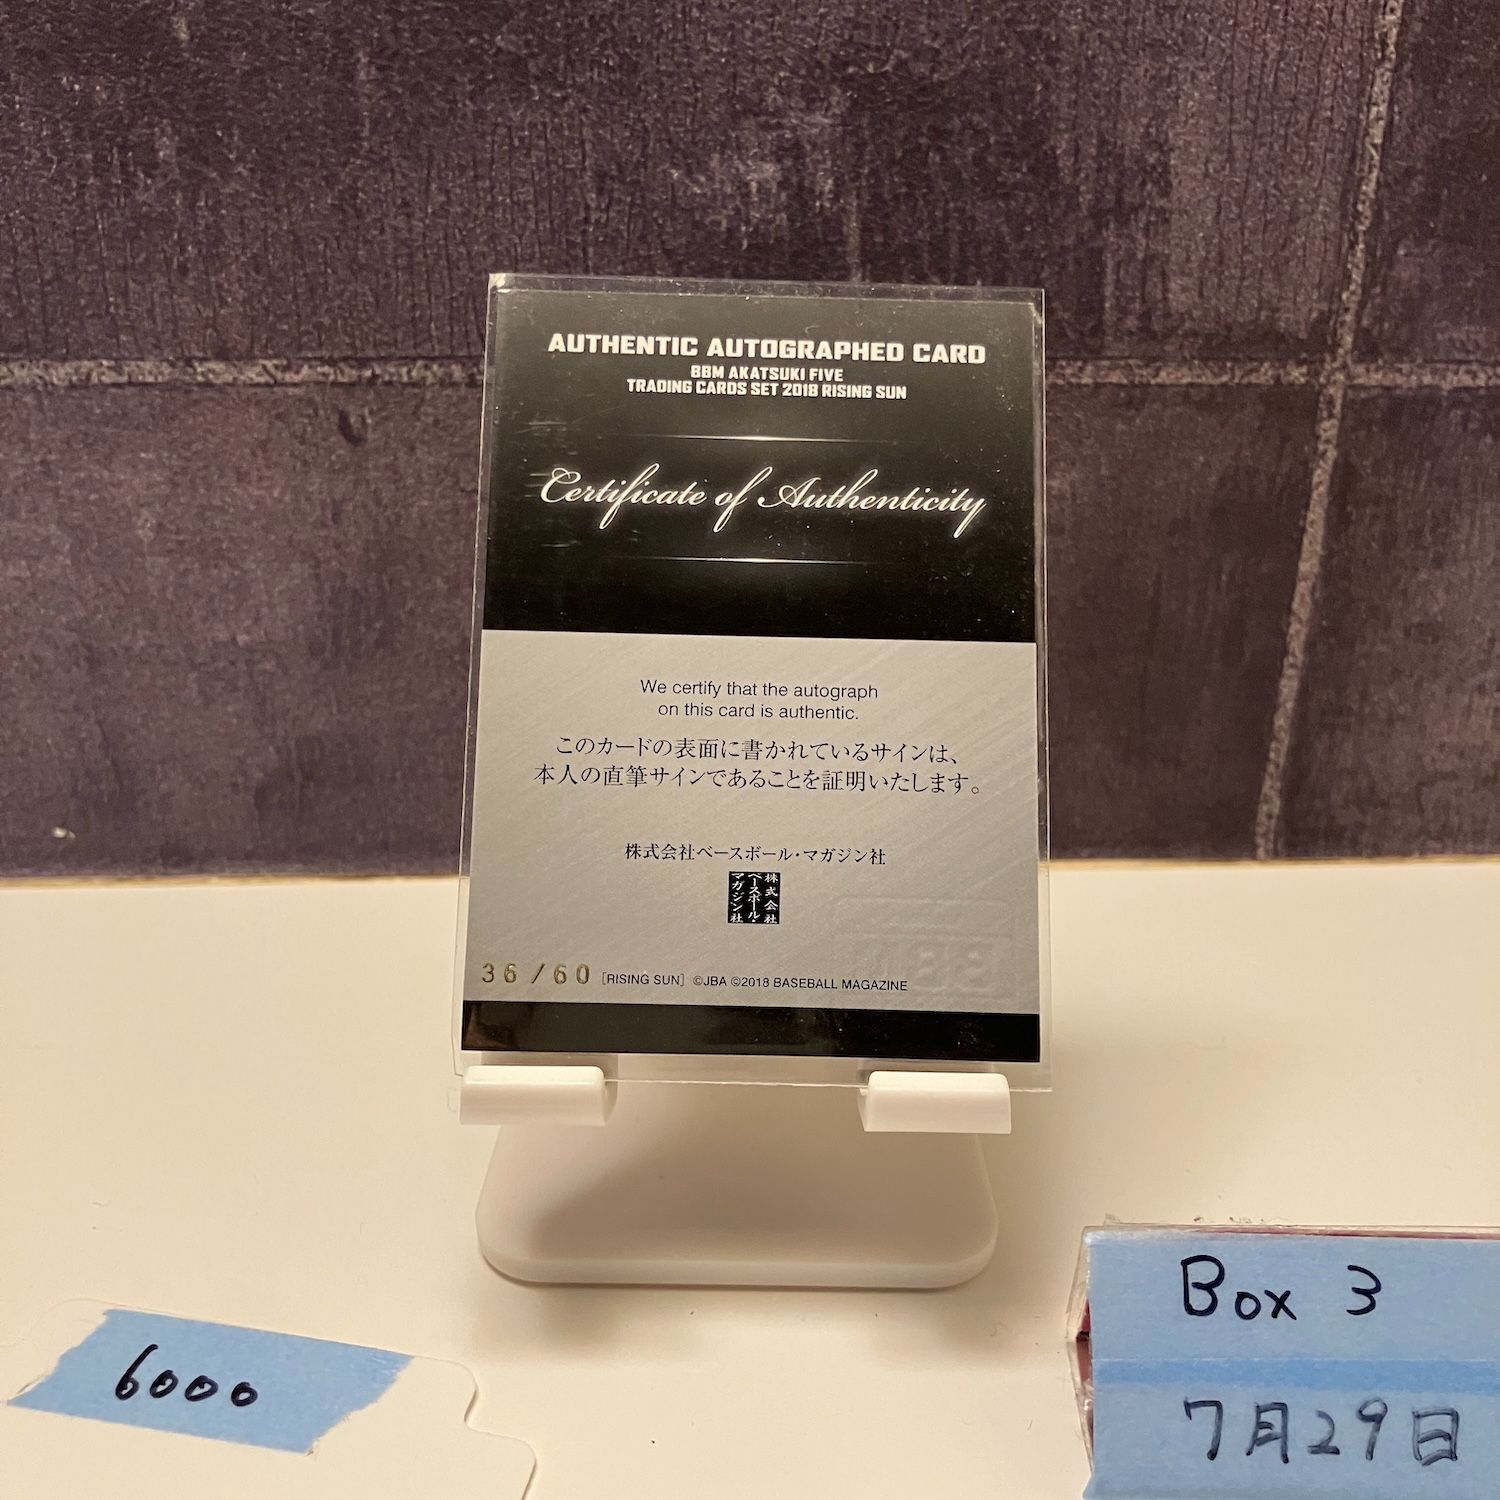 AUTHENTIC AUTOGRAPHED CARD
BBM AKATSUKI FIVE
TRADING CARDS SET 2018 RISING SUN
Certificate of Authenticity
We certify that the autograph
on this card is authentic.
このカードの表面に書かれているサインは、
本人の直筆サインであることを証明いたします。
株式会社ベースボール・マガジン社
株式会社
ベースボール・
マガジン社
BBM
36/60 [RISING SUN] ©JBA ©2018 BASEBALL MAGAZINE
6000
Box 3
7月29日